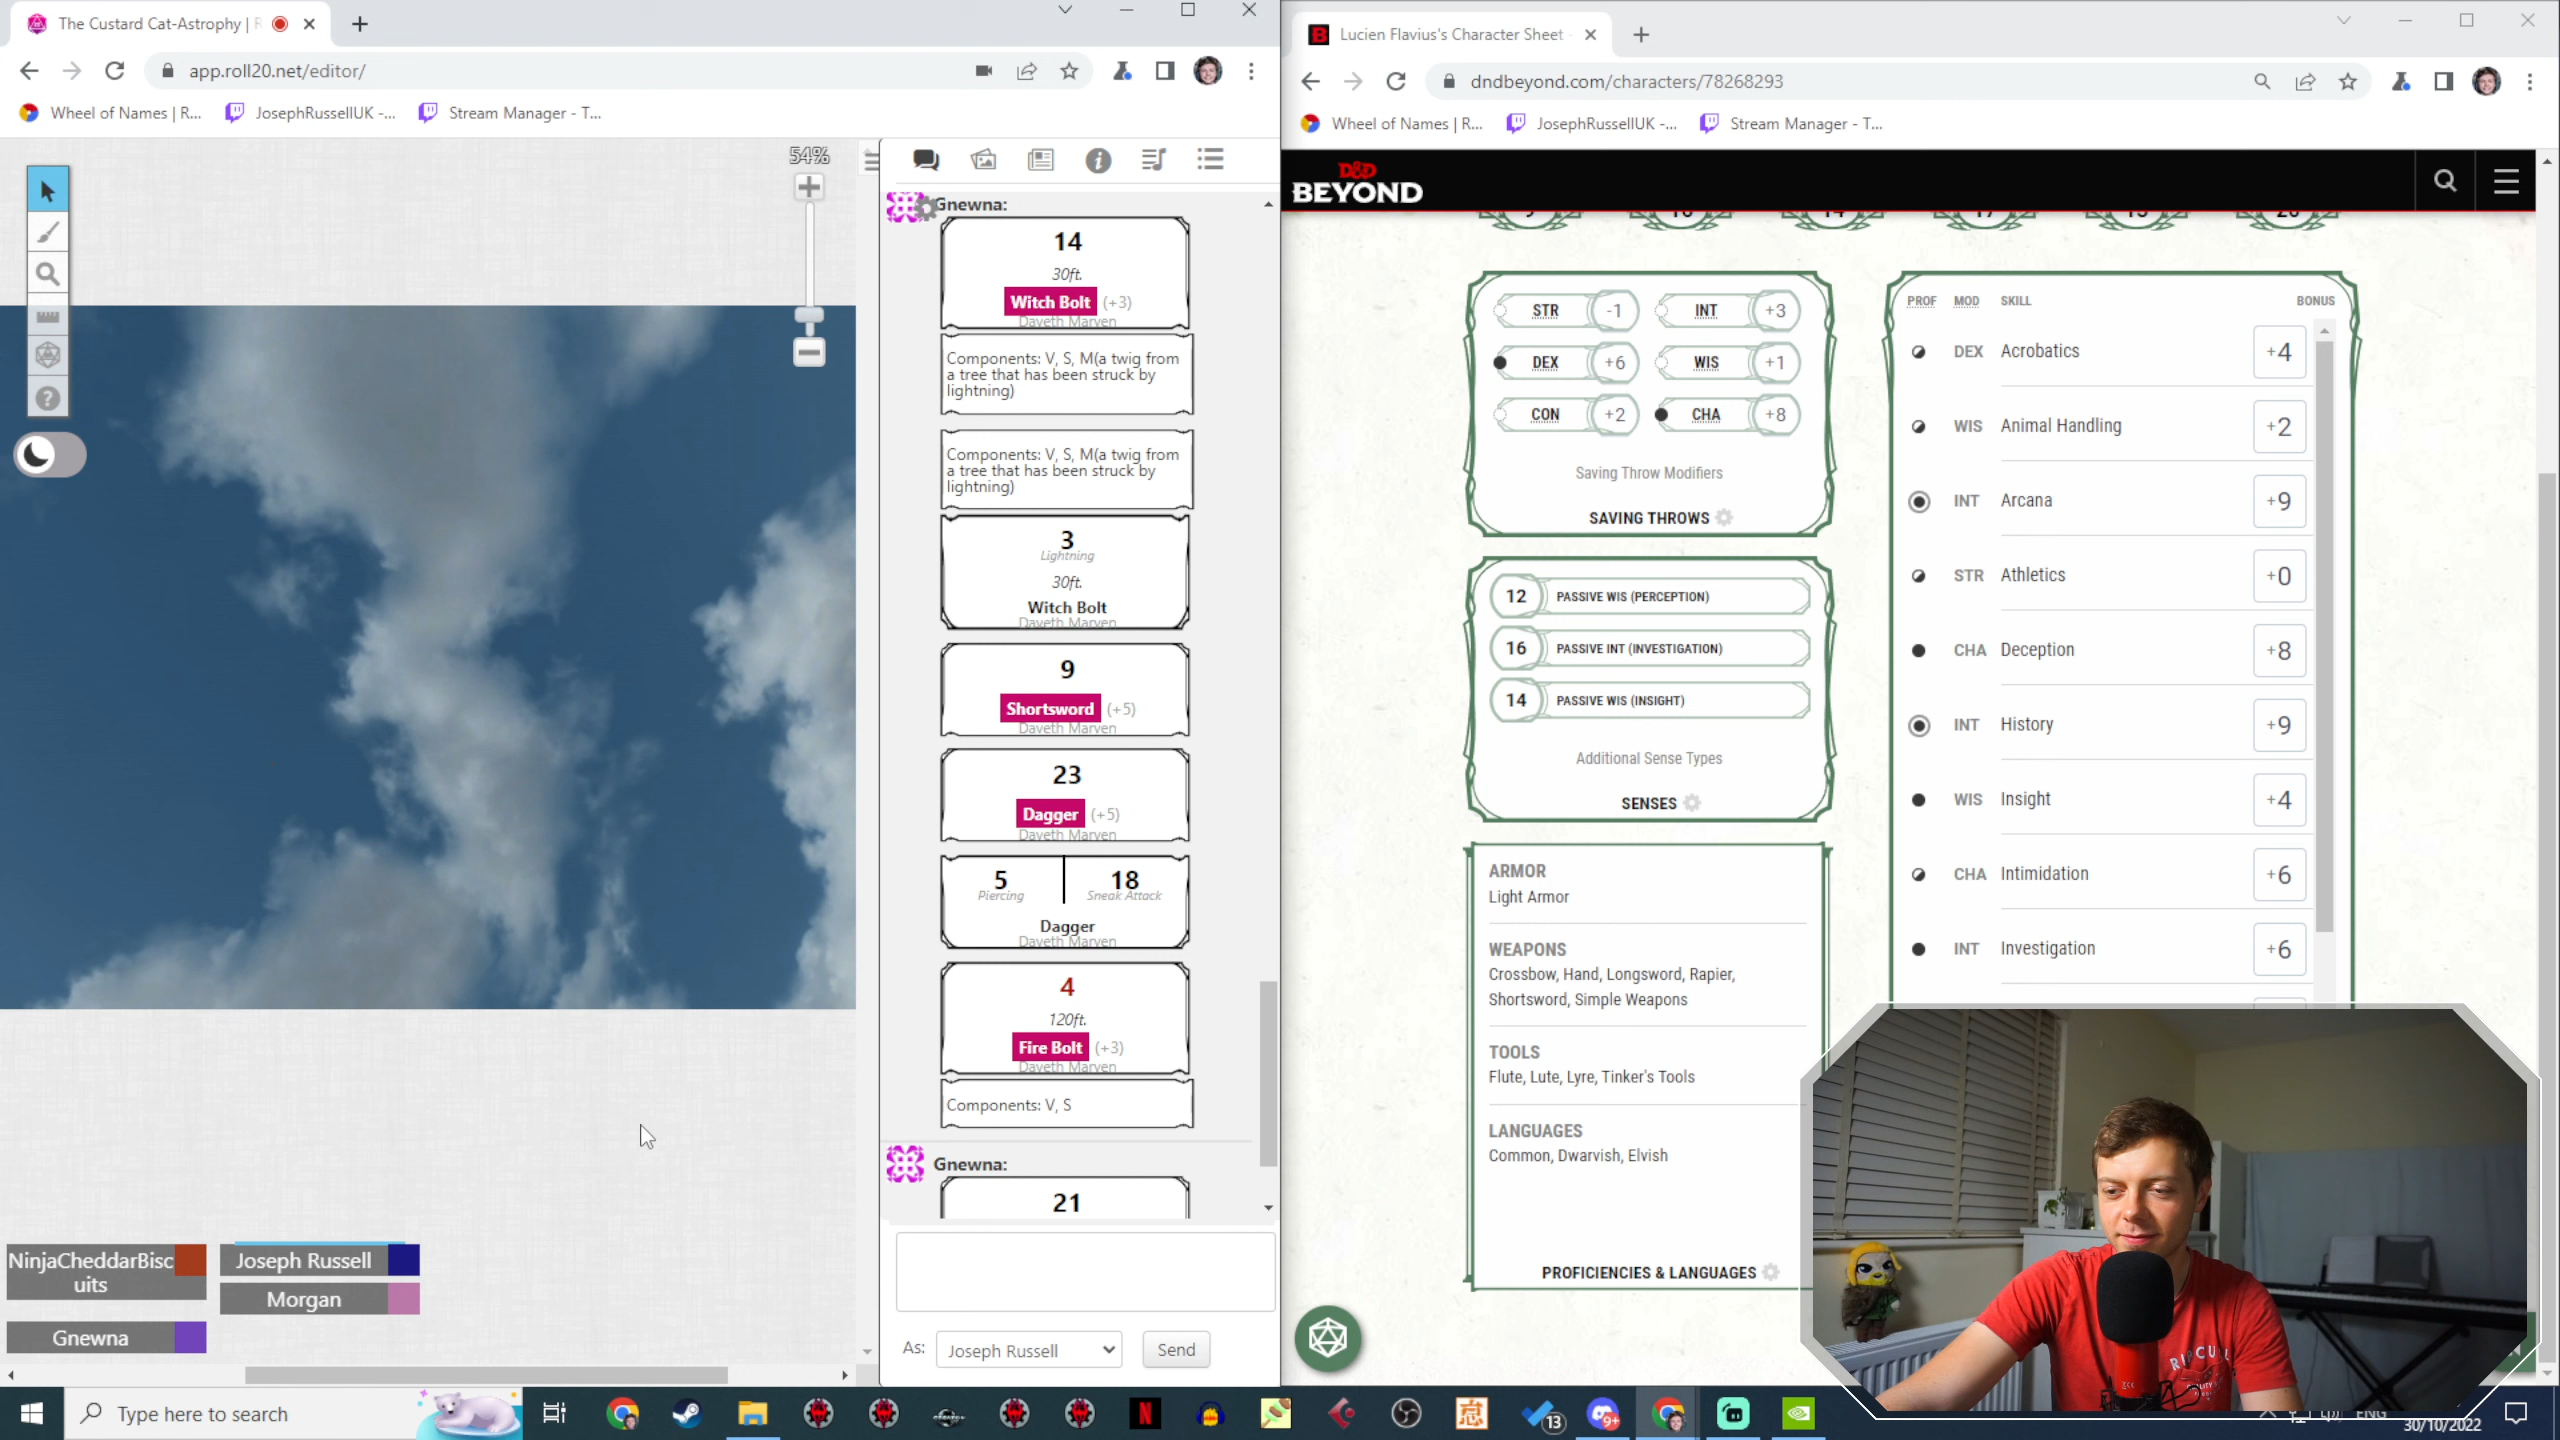 The Custard Cat-Astrophy |
app.roll20.net/editor/
Wheel of Names | R...
JosephRussellUK -...
Stream Manager - T...
54%
Gnewna:
14
30ft.
Witch Bolt (+3)
Daveth Marven
Components: V, S, M(a twig from
a tree that has been struck by
lightning)
Components: V, S, M(a twig from
a tree that has been struck by
lightning)
3
Lightning
30ft.
Witch Bolt
Daveth Marven
9
Shortsword (+5)
Daveth Marven
23
Dagger (+5)
Daveth Marven
5 18
Piercing Sneak Attack
Dagger
Daveth Marven
4
120ft.
Fire Bolt (+3)
Daveth Marven
Components: V, S
Gnewna:
21
As: Joseph Russell Send
NinjaCheddarBisc
uits
Joseph Russell
Morgan
Gnewna
Lucien Flavius's Character Sheet -
dndbeyond.com/characters/78268293
Wheel of Names | R...
JosephRussellUK -...
Stream Manager - T...
D&D
BEYOND
STR -1 INT +3
DEX +6 WIS +1
CON +2 CHA +8
Saving Throw Modifiers
SAVING THROWS
12 PASSIVE WIS (PERCEPTION)
16 PASSIVE INT (INVESTIGATION)
14 PASSIVE WIS (INSIGHT)
Additional Sense Types
SENSES
ARMOR
Light Armor
WEAPONS
Crossbow, Hand, Longsword, Rapier,
Shortsword, Simple Weapons
TOOLS
Flute, Lute, Lyre, Tinker's Tools
LANGUAGES
Common, Dwarvish, Elvish
PROFICIENCIES & LANGUAGES
PROF MOD SKILL BONUS
DEX Acrobatics +4
WIS Animal Handling +2
INT Arcana +9
STR Athletics +0
CHA Deception +8
INT History +9
WIS Insight +4
CHA Intimidation +6
INT Investigation +6
Type here to search
13
9+
ENG
30/10/2022